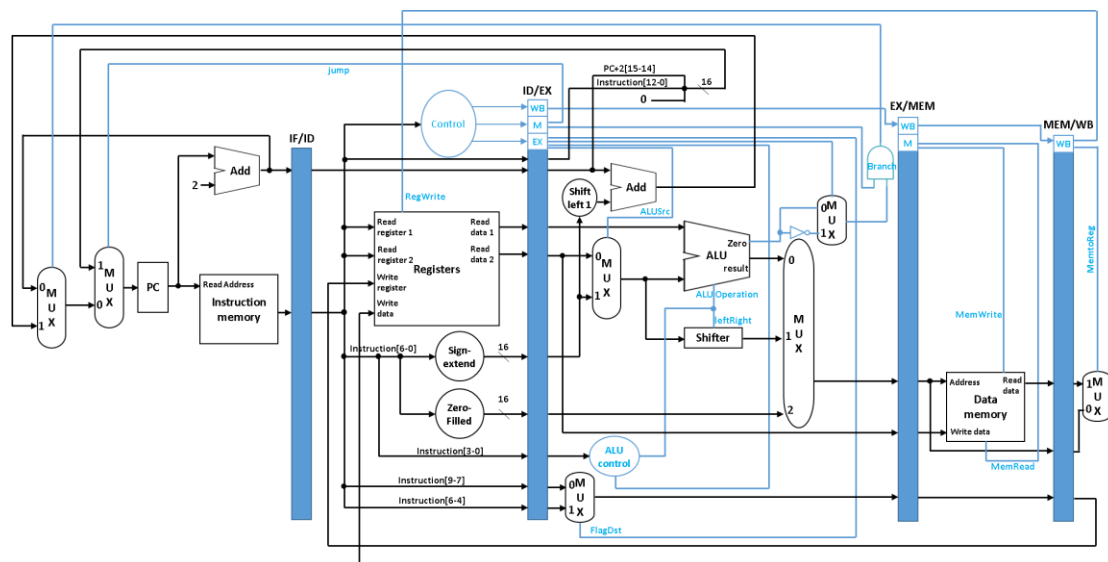 jump
PC+2[15-14]
Instruction[12-0]
16
0
ID/EX
WB
M
EX
Control
EX/MEM
WB
M
MEM/WB
WB
IF/ID
Add
2
Branch
Shift
left 1
Add
RegWrite
ALUSrc
0
M
U
X
1
Read
register 1
Read
data 1
Read
register 2
Read
data 2
Registers
Write
register
Write
data
Zero
ALU
result
0
M
U
X
1
0
M
U
X
1
1
M
U
X
0
PC
Read Address
Instruction
memory
0
M
U
X
1
ALU Operation
leftRight
Shifter
0
M
U
X
1
2
MemtoReg
MemWrite
Instruction[6-0]
Sign-
extend
16
Zero-
Filled
16
Address
Read
data
Data
memory
Write data
1
M
U
X
0
MemRead
Instruction[3-0]
ALU
control
Instruction[9-7]
Instruction[6-4]
0
M
U
X
1
FlagDst